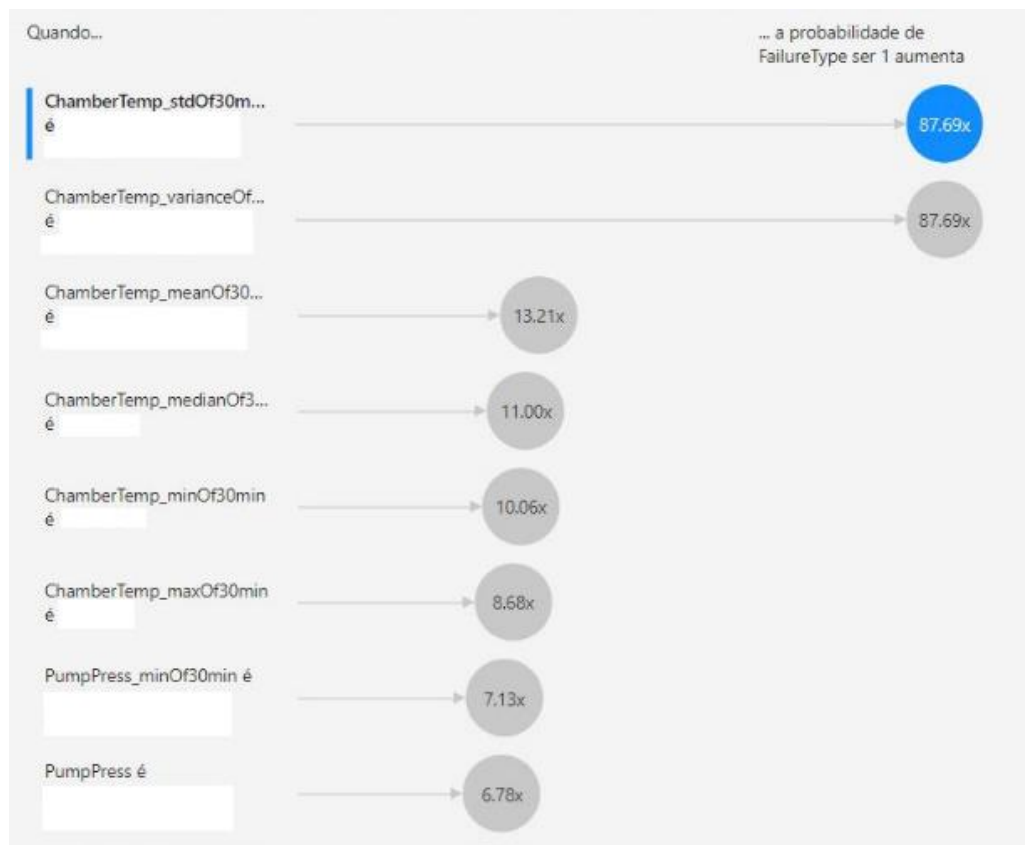 Quando...
... a probabilidade de
FailureType ser 1 aumenta
ChamberTemp_stdOf30m...
é
87.69x
ChamberTemp_varianceOf...
é
87.69x
ChamberTemp_meanOf30...
é
13.21x
ChamberTemp_medianOf3...
é
11.00x
ChamberTemp_minOf30min
é
10.06x
ChamberTemp_maxOf30min
é
8.68x
PumpPress_minOf30min é
7.13x
PumpPress é
6.78x